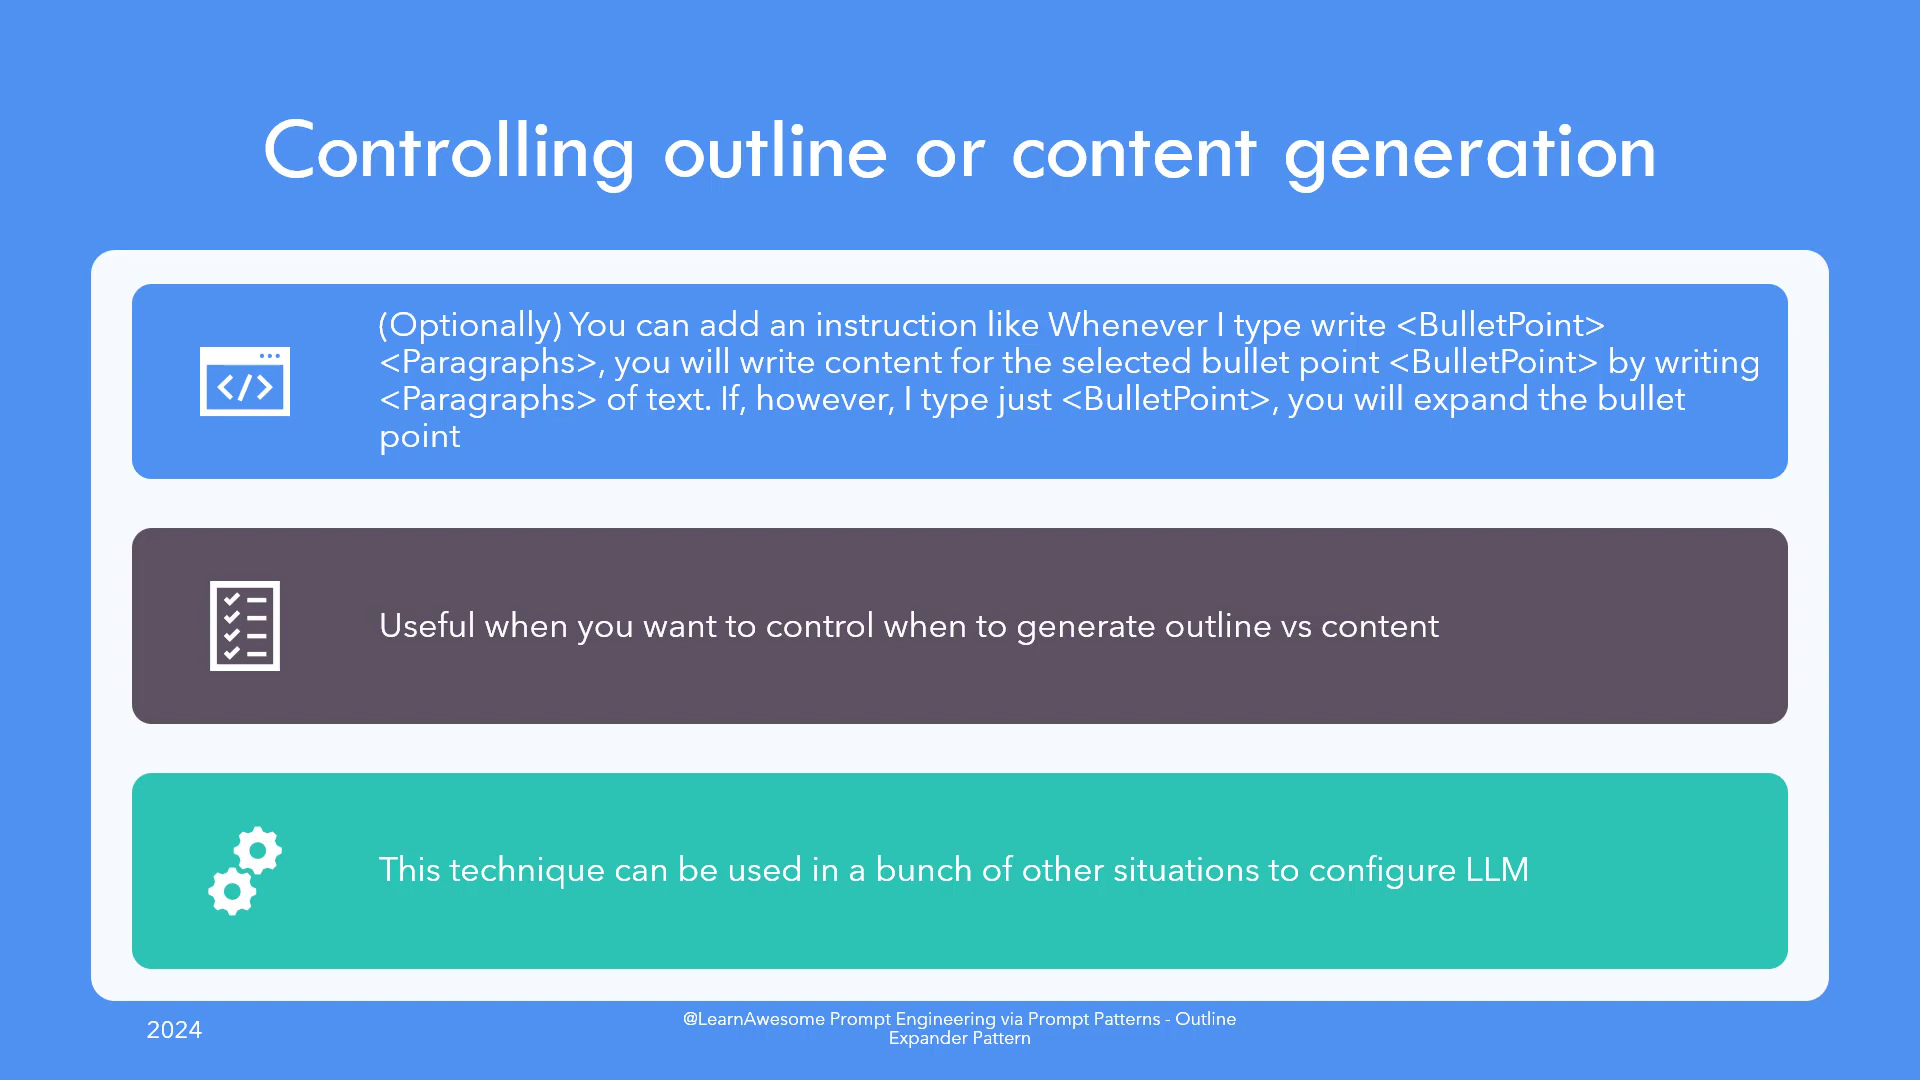 Controlling outline or content generation
(Optionally) You can add an instruction like Whenever I type write <BulletPoint>
<Paragraphs>, you will write content for the selected bullet point <BulletPoint> by writing
<Paragraphs> of text. If, however, I type just <BulletPoint>, you will expand the bullet
point
Useful when you want to control when to generate outline vs content
This technique can be used in a bunch of other situations to configure LLM
2024
@LearnAwesome Prompt Engineering via Prompt Patterns - Outline
Expander Pattern